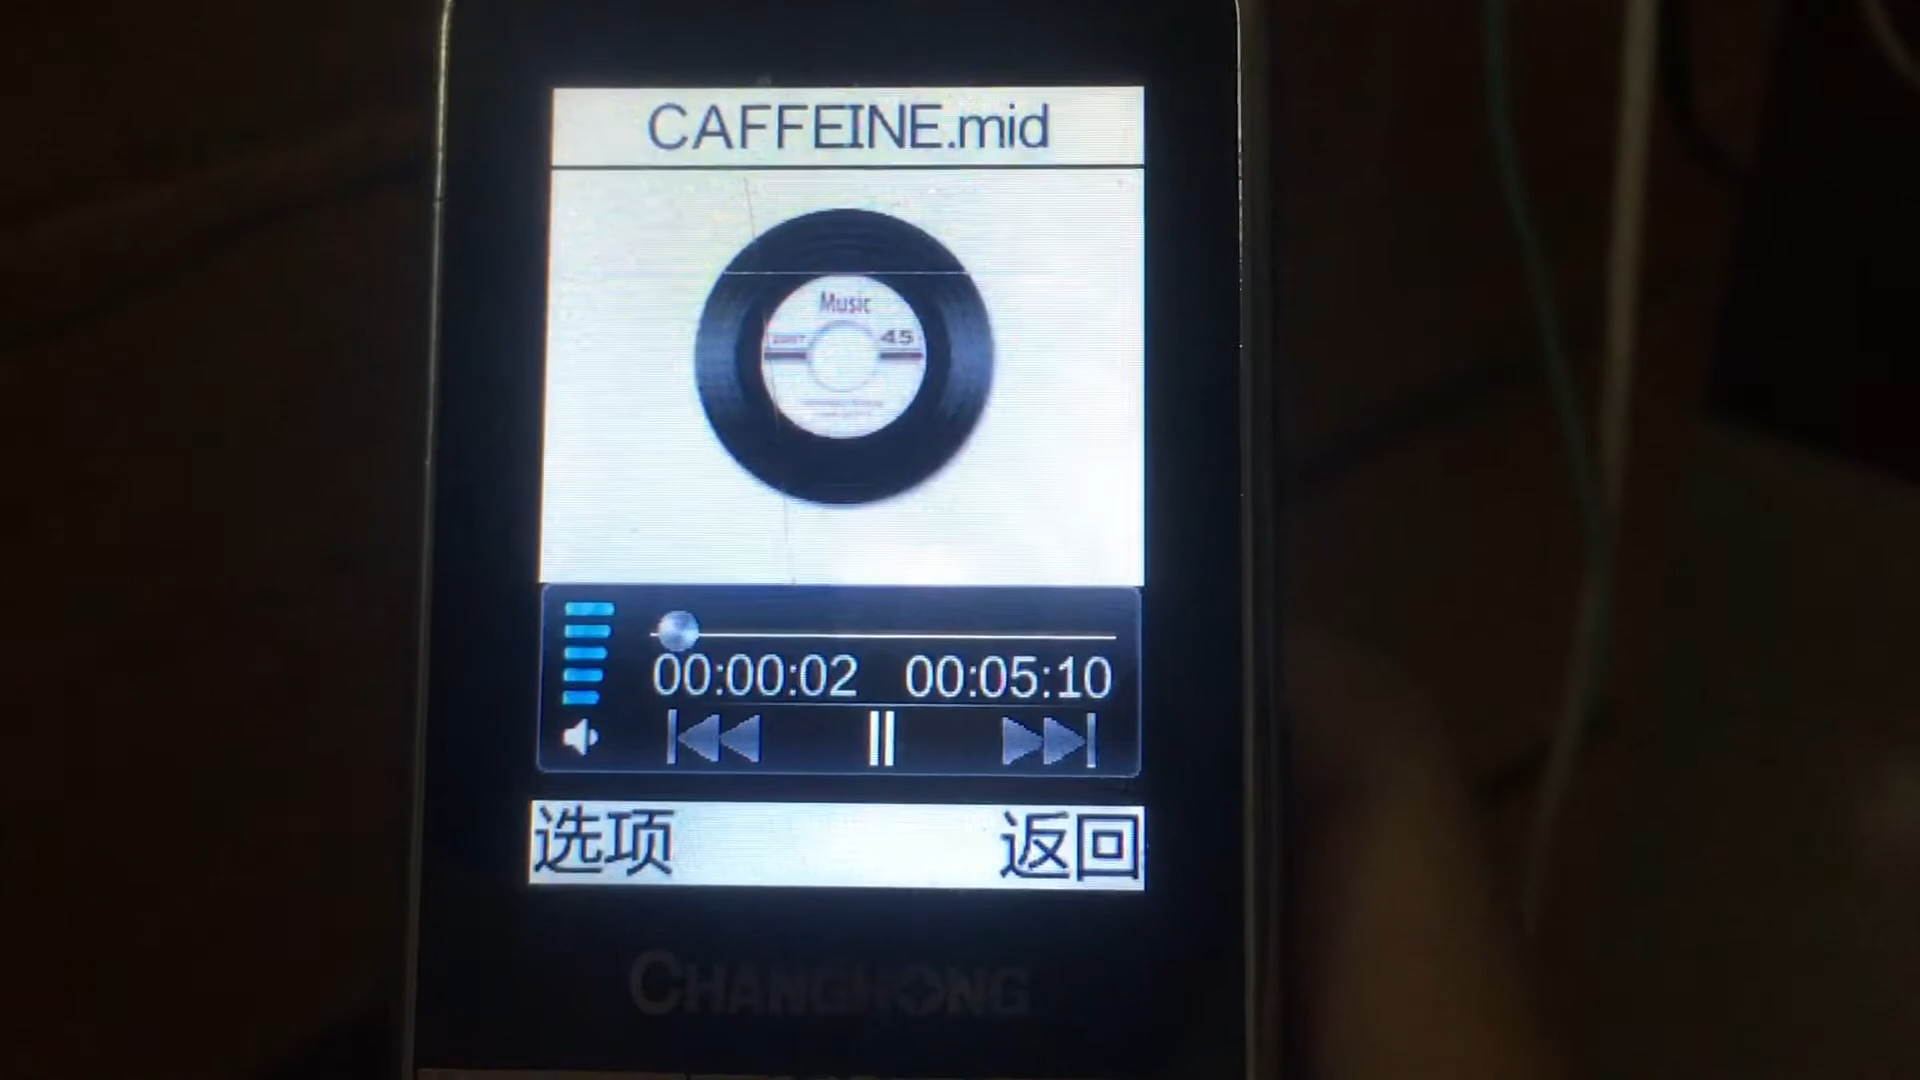 CAFFEINE.mid
Music
45
00:00:02 00:05:10
选项 返回
CHANGHONG